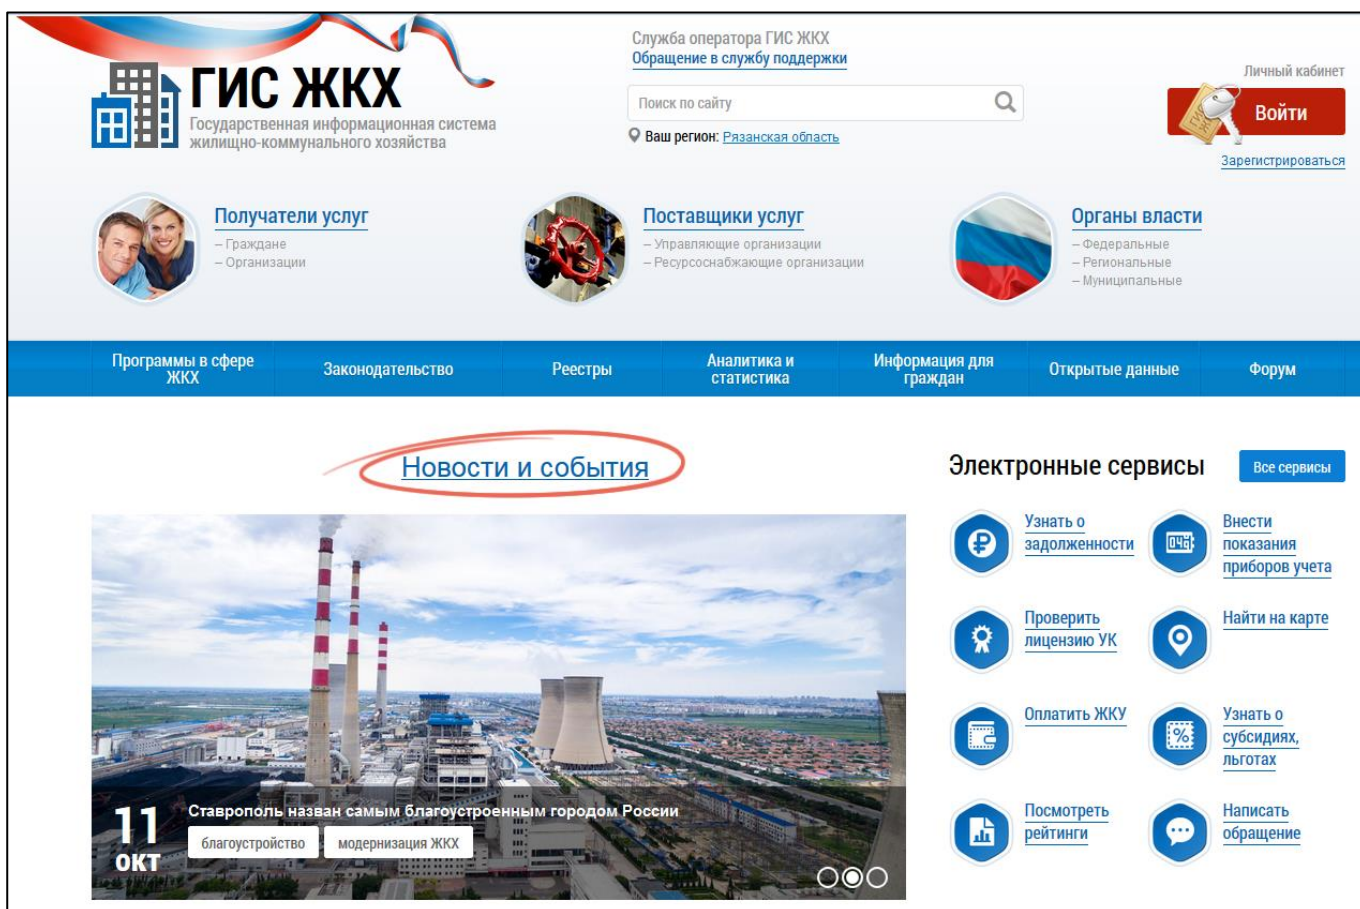 Служба оператора ГИС ЖКХ
Обращение в службу поддержки
ГИС ЖКХ
Государственная информационная система
жилищно-коммунального хозяйства
Поиск по сайту
Ваш регион: Рязанская область
Личный кабинет
Войти
Зарегистрироваться
Получатели услуг
– Граждане
– Организации
Поставщики услуг
– Управляющие организации
– Ресурсоснабжающие организации
Органы власти
– Федеральные
– Региональные
– Муниципальные
Программы в сфере
ЖКХ
Законодательство
Реестры
Аналитика и
статистика
Информация для
граждан
Открытые данные
Форум
Новости и события
11
окт
Ставрополь назван самым благоустроенным городом России
благоустройство
модернизация ЖКХ
Электронные сервисы
Все сервисы
Узнать о
задолженности
Внести
показания
приборов учета
Проверить
лицензию УК
Найти на карте
Оплатить ЖКУ
Узнать о
субсидиях,
льготах
Посмотреть
рейтинги
Написать
обращение